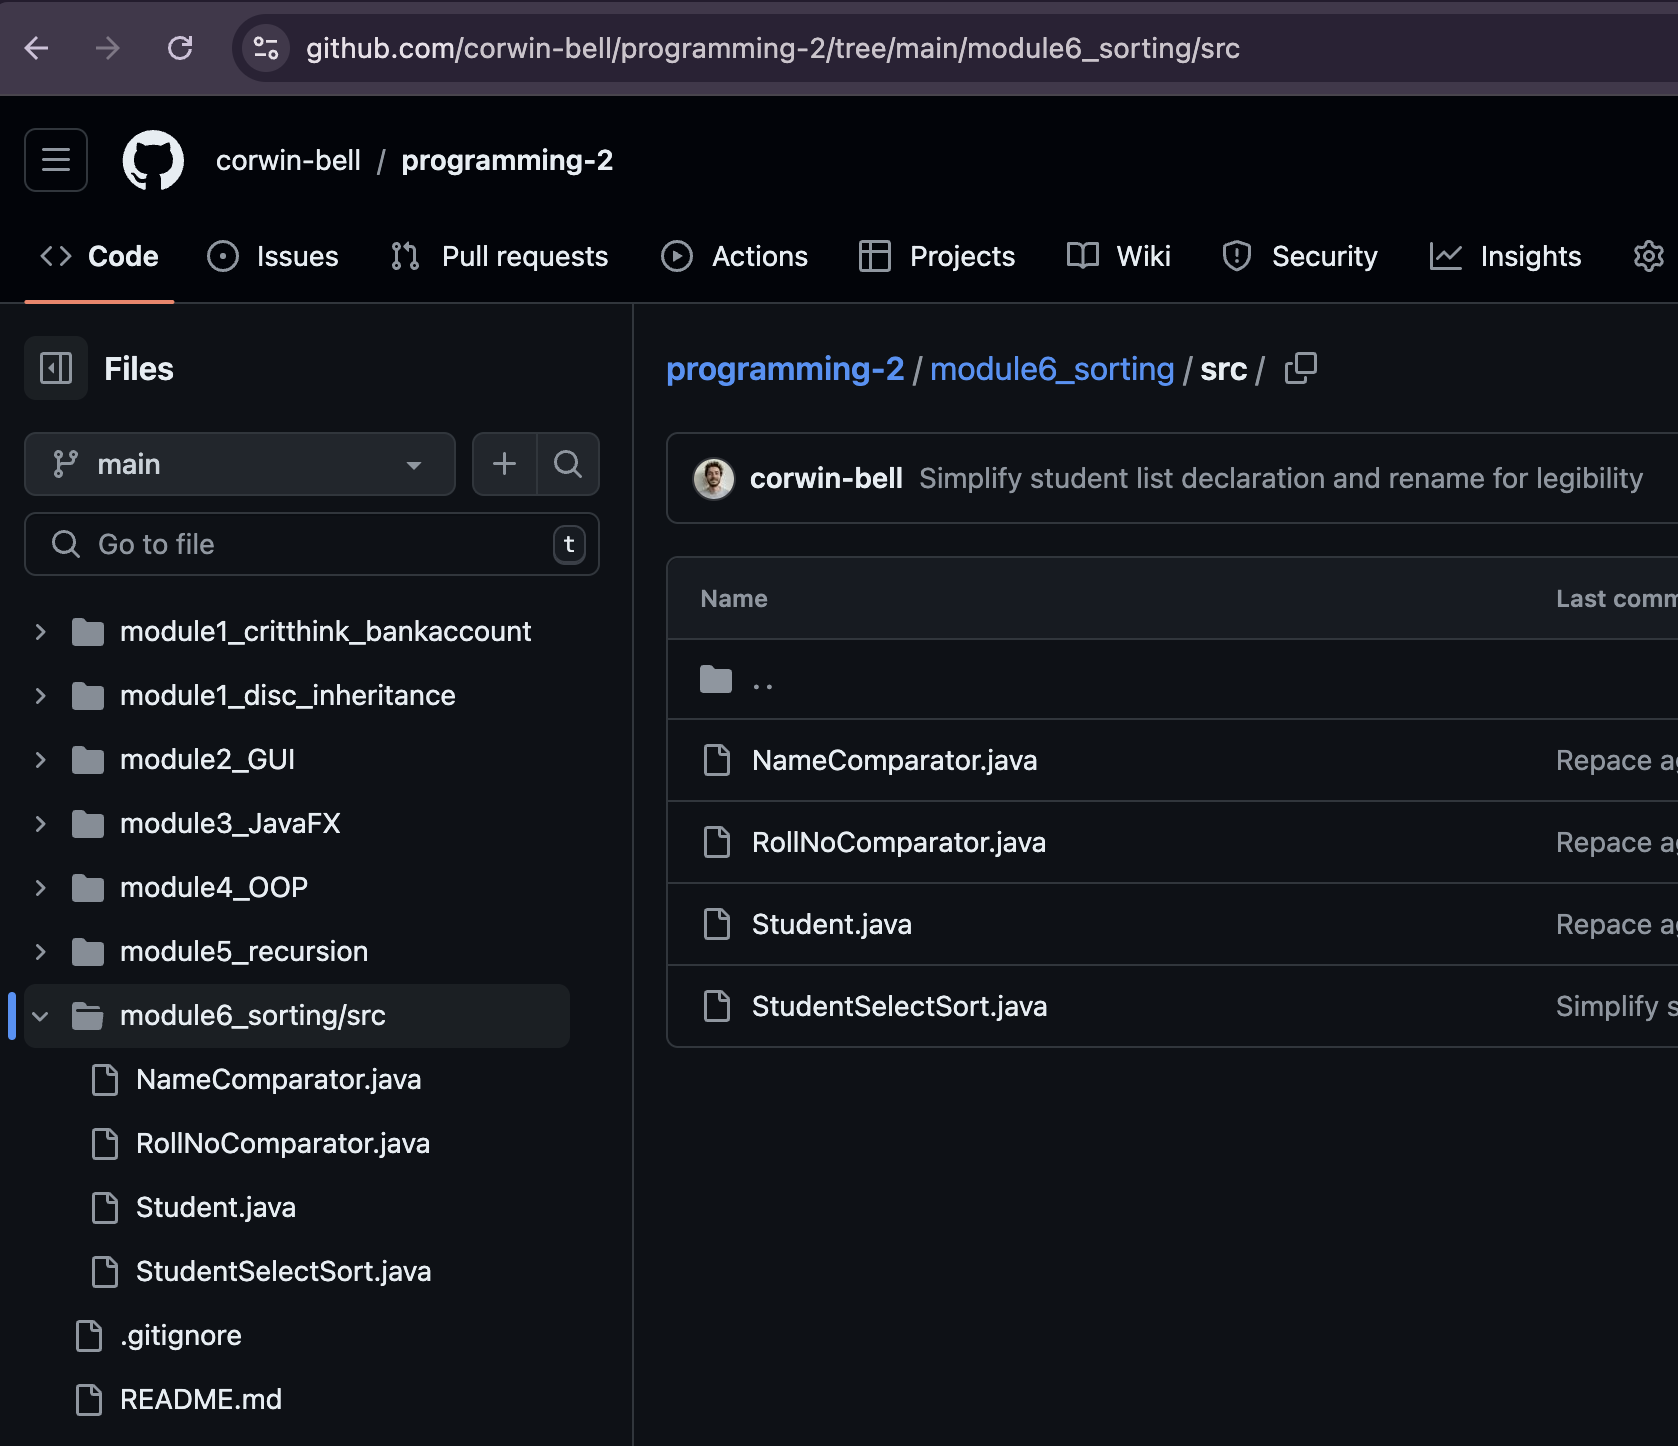 github.com/corwin-bell/programming-2/tree/main/module6_sorting/src
corwin-bell / programming-2
Code Issues Pull requests Actions Projects Wiki Security Insights
Files
main
Go to file t
module1_critthink_bankaccount
module1_disc_inheritance
module2_GUI
module3_JavaFX
module4_OOP
module5_recursion
module6_sorting/src
NameComparator.java
RollNoComparator.java
Student.java
StudentSelectSort.java
.gitignore
README.md
programming-2 / module6_sorting / src /
corwin-bell Simplify student list declaration and rename for legibility
Name Last comm
..
NameComparator.java Repace ag
RollNoComparator.java Repace ag
Student.java Repace ag
StudentSelectSort.java Simplify s